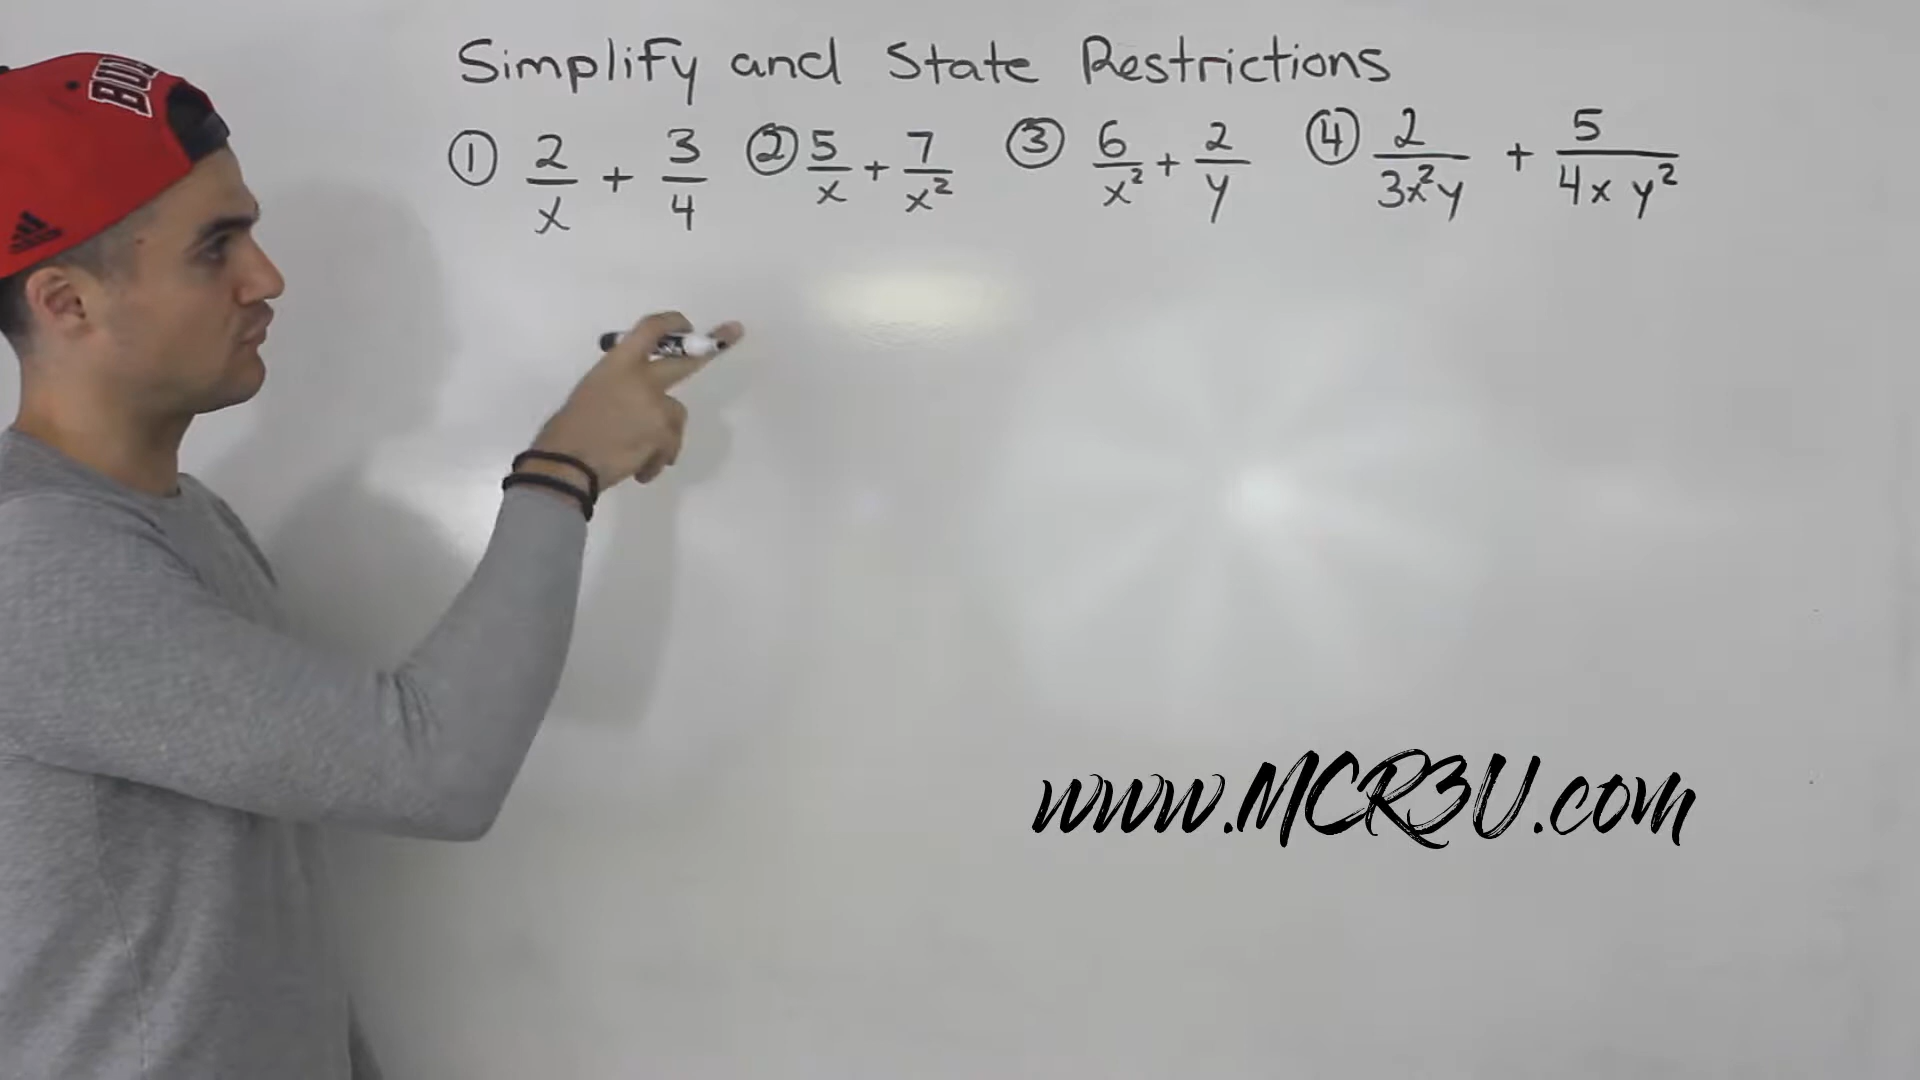 Simplify and State Restrictions
① 2/x + 3/4 ② 5/x + 7/x² ③ 6/x² + 2/y ④ 2/3x²y + 5/4xy²
www.MCR3U.com